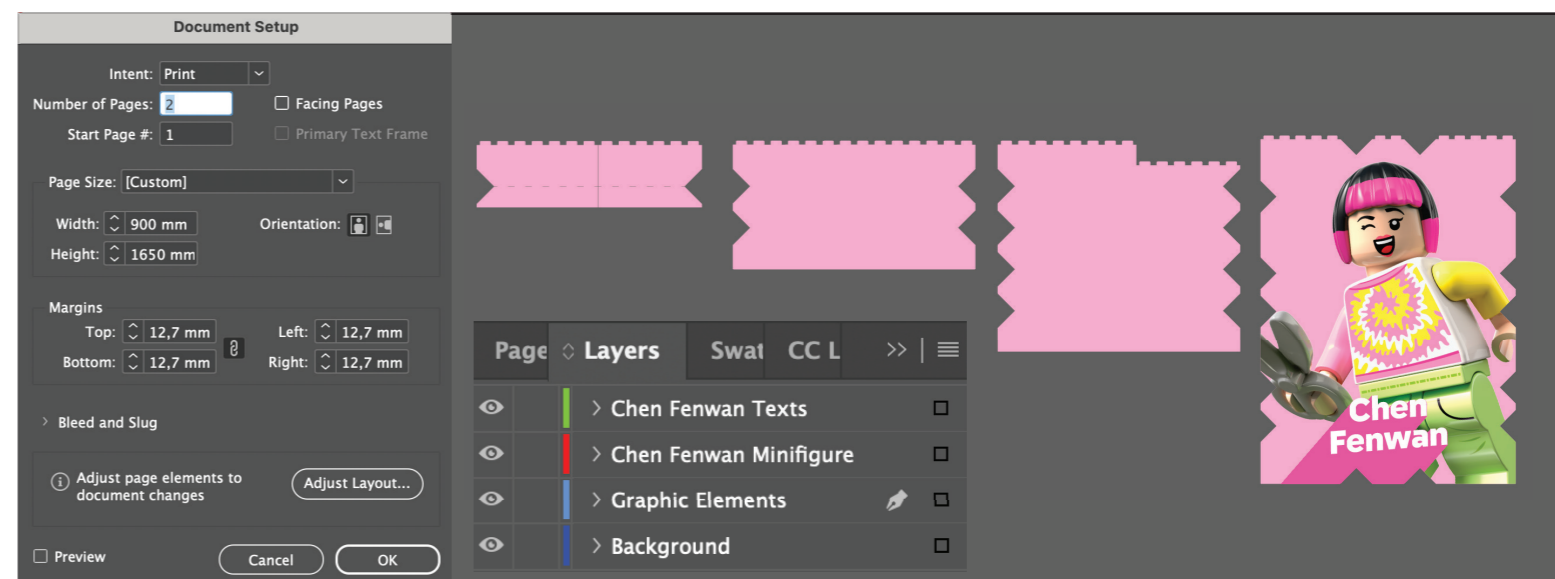 Document Setup
Intent: Print
Number of Pages: 2
Facing Pages
Start Page #: 1
Primary Text Frame
Page Size: [Custom]
Width: 900 mm
Orientation:
Height: 1650 mm
Margins
Top: 12,7 mm
Left: 12,7 mm
Bottom: 12,7 mm
Right: 12,7 mm
> Bleed and Slug
Adjust page elements to
document changes
Adjust Layout...
Preview
Cancel
OK
Page
Layers
Swat
CC L
>>
> Chen Fenwan Texts
> Chen Fenwan Minifigure
> Graphic Elements
> Background
Chen
Fenwan